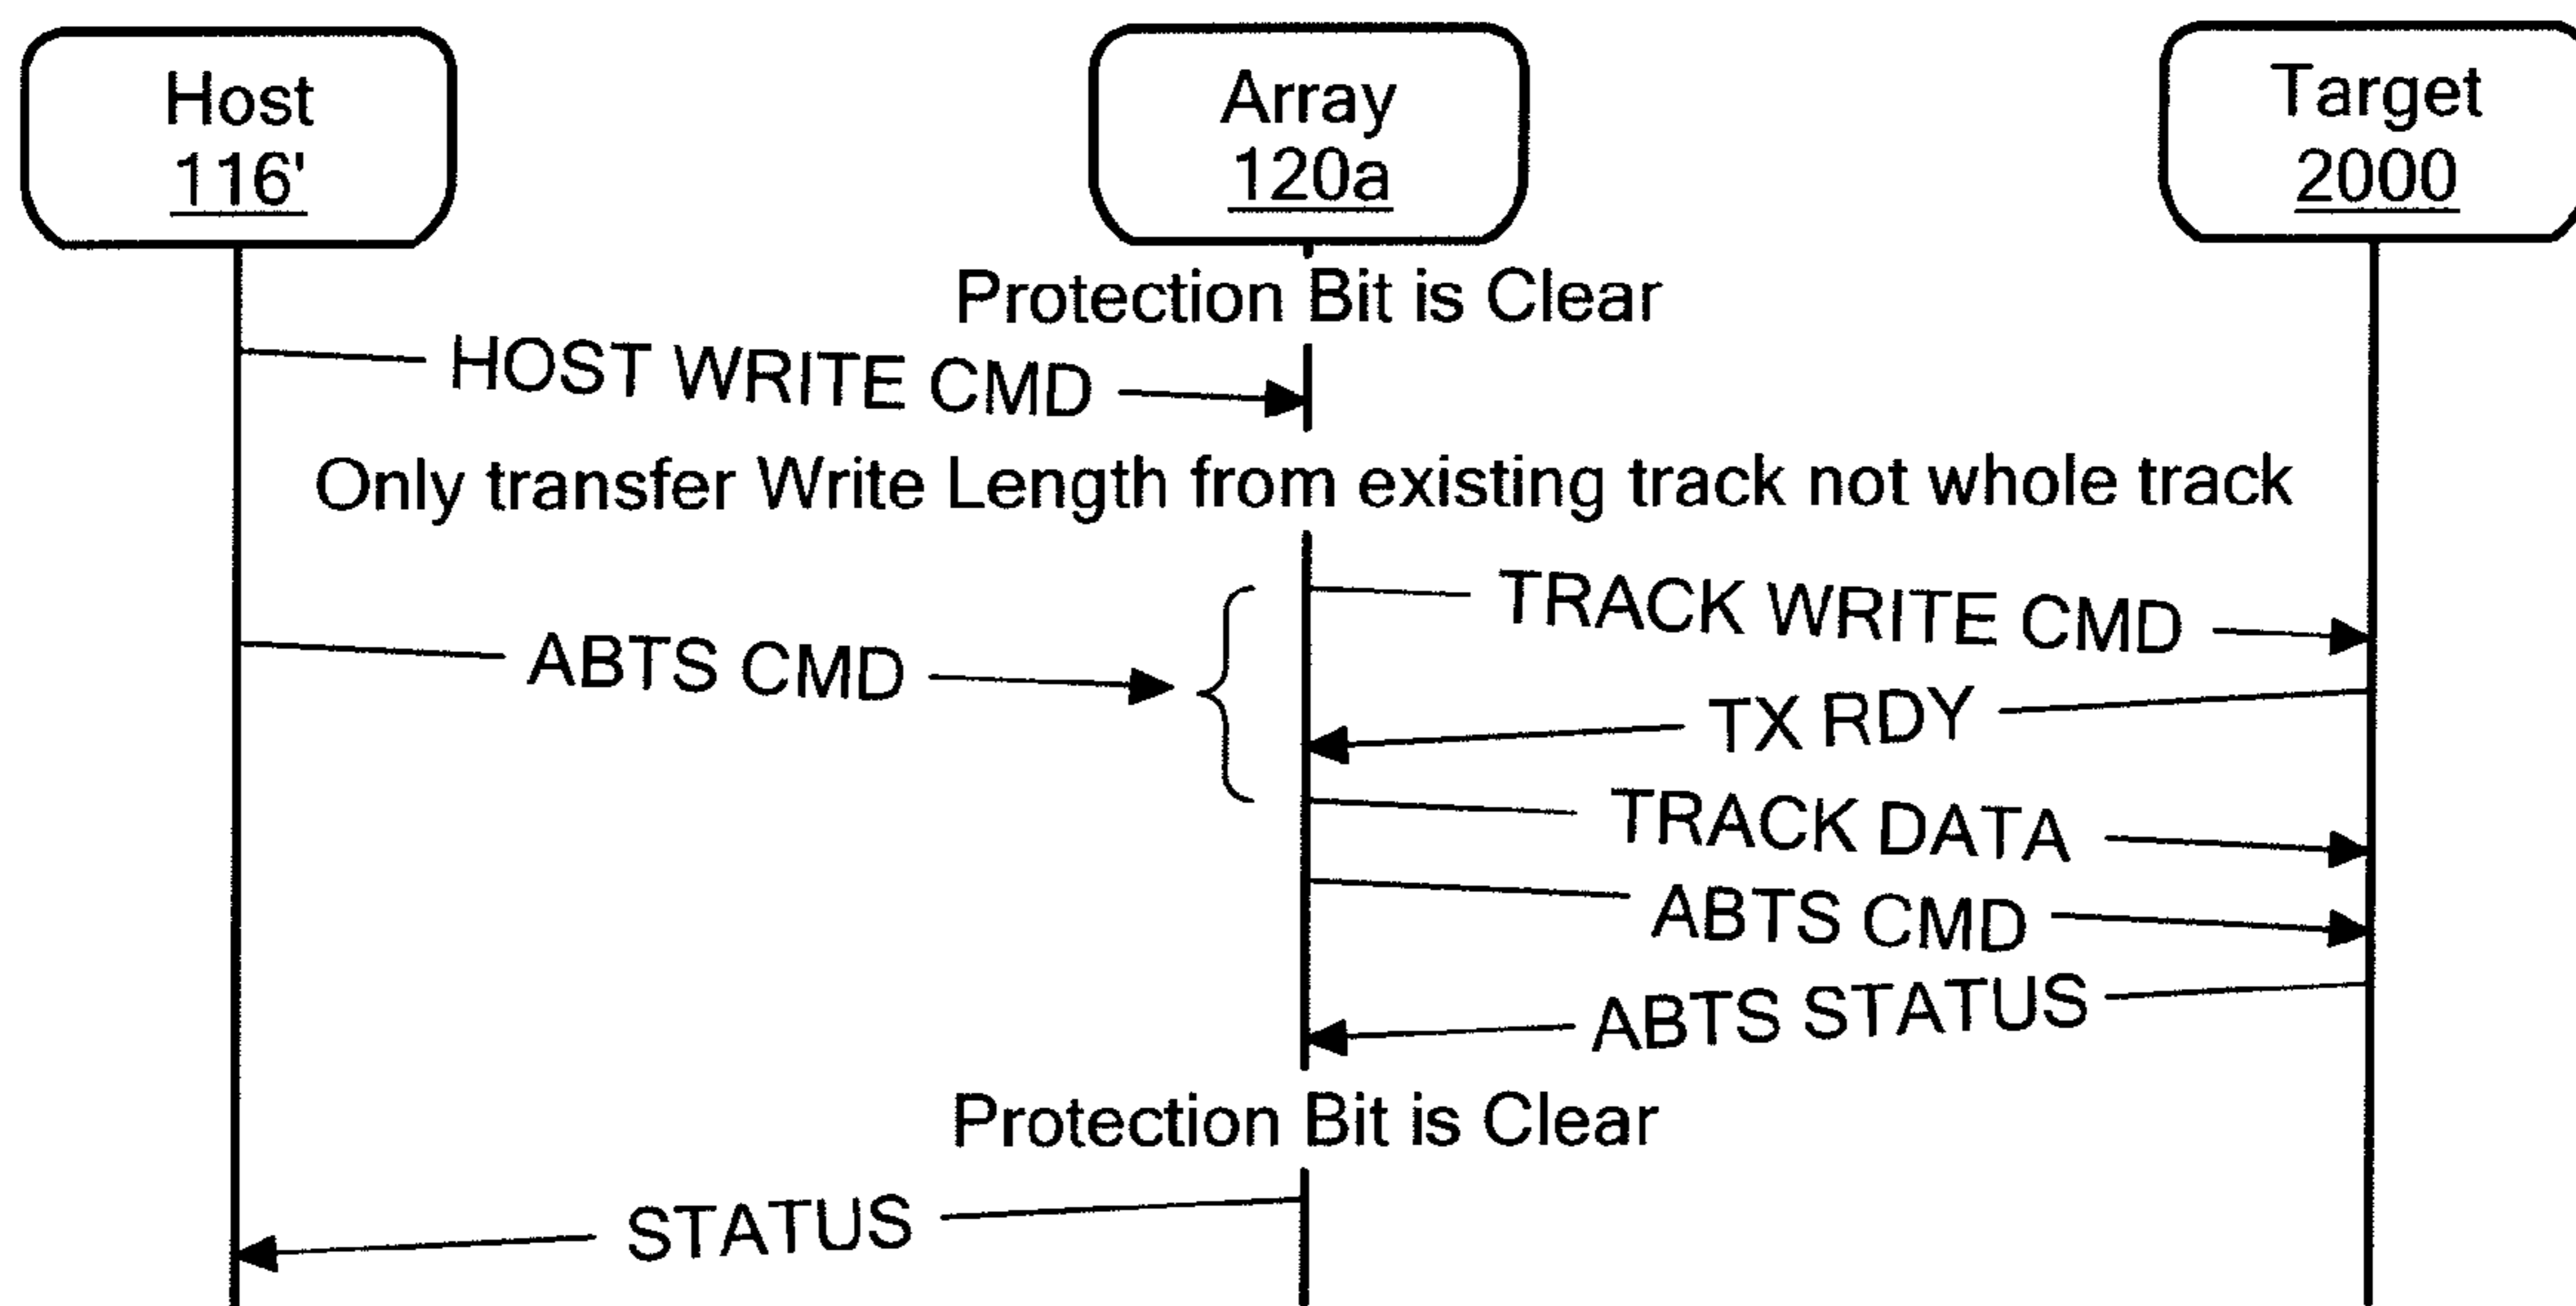 Host
116'
Array
120a
Target
2000
Protection Bit is Clear
HOST WRITE CMD
Only transfer Write Length from existing track not whole track
TRACK WRITE CMD
ABTS CMD
TX RDY
TRACK DATA
ABTS CMD
ABTS STATUS
Protection Bit is Clear
STATUS